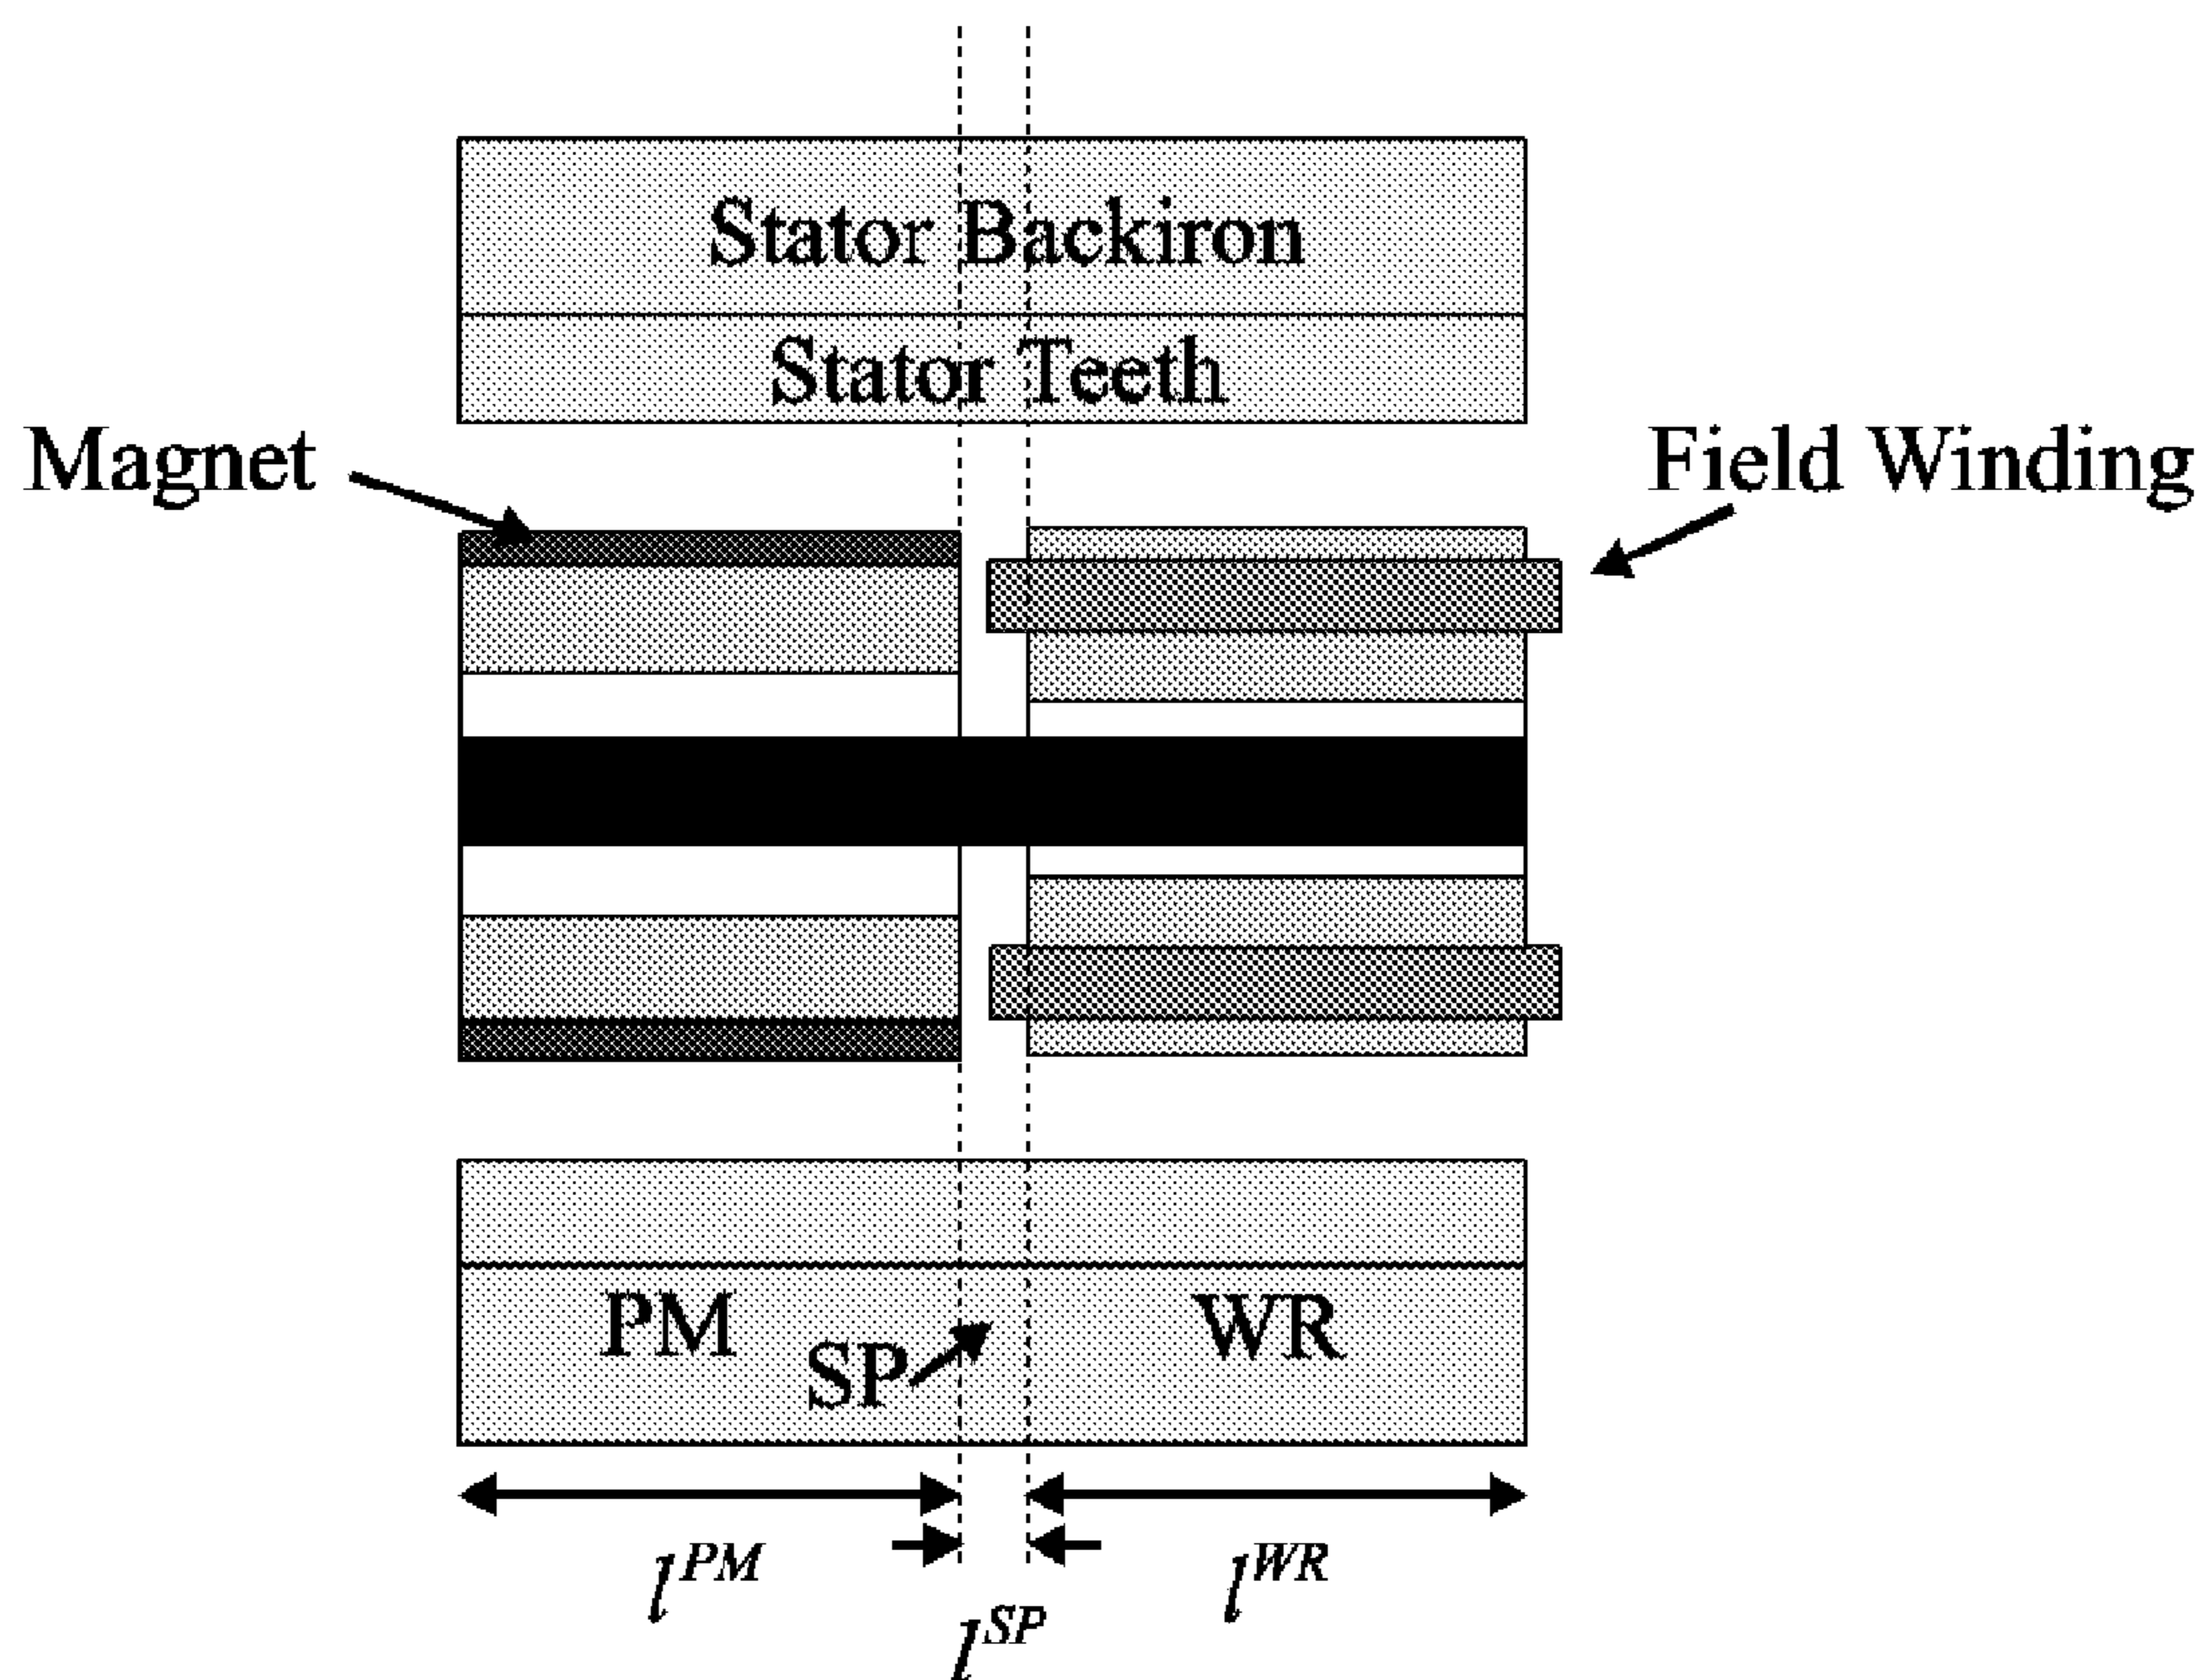 Stator Backiron
Stator Teeth
Magnet
Field Winding
PM
SP
WR
l^PM
l^SP
l^WR